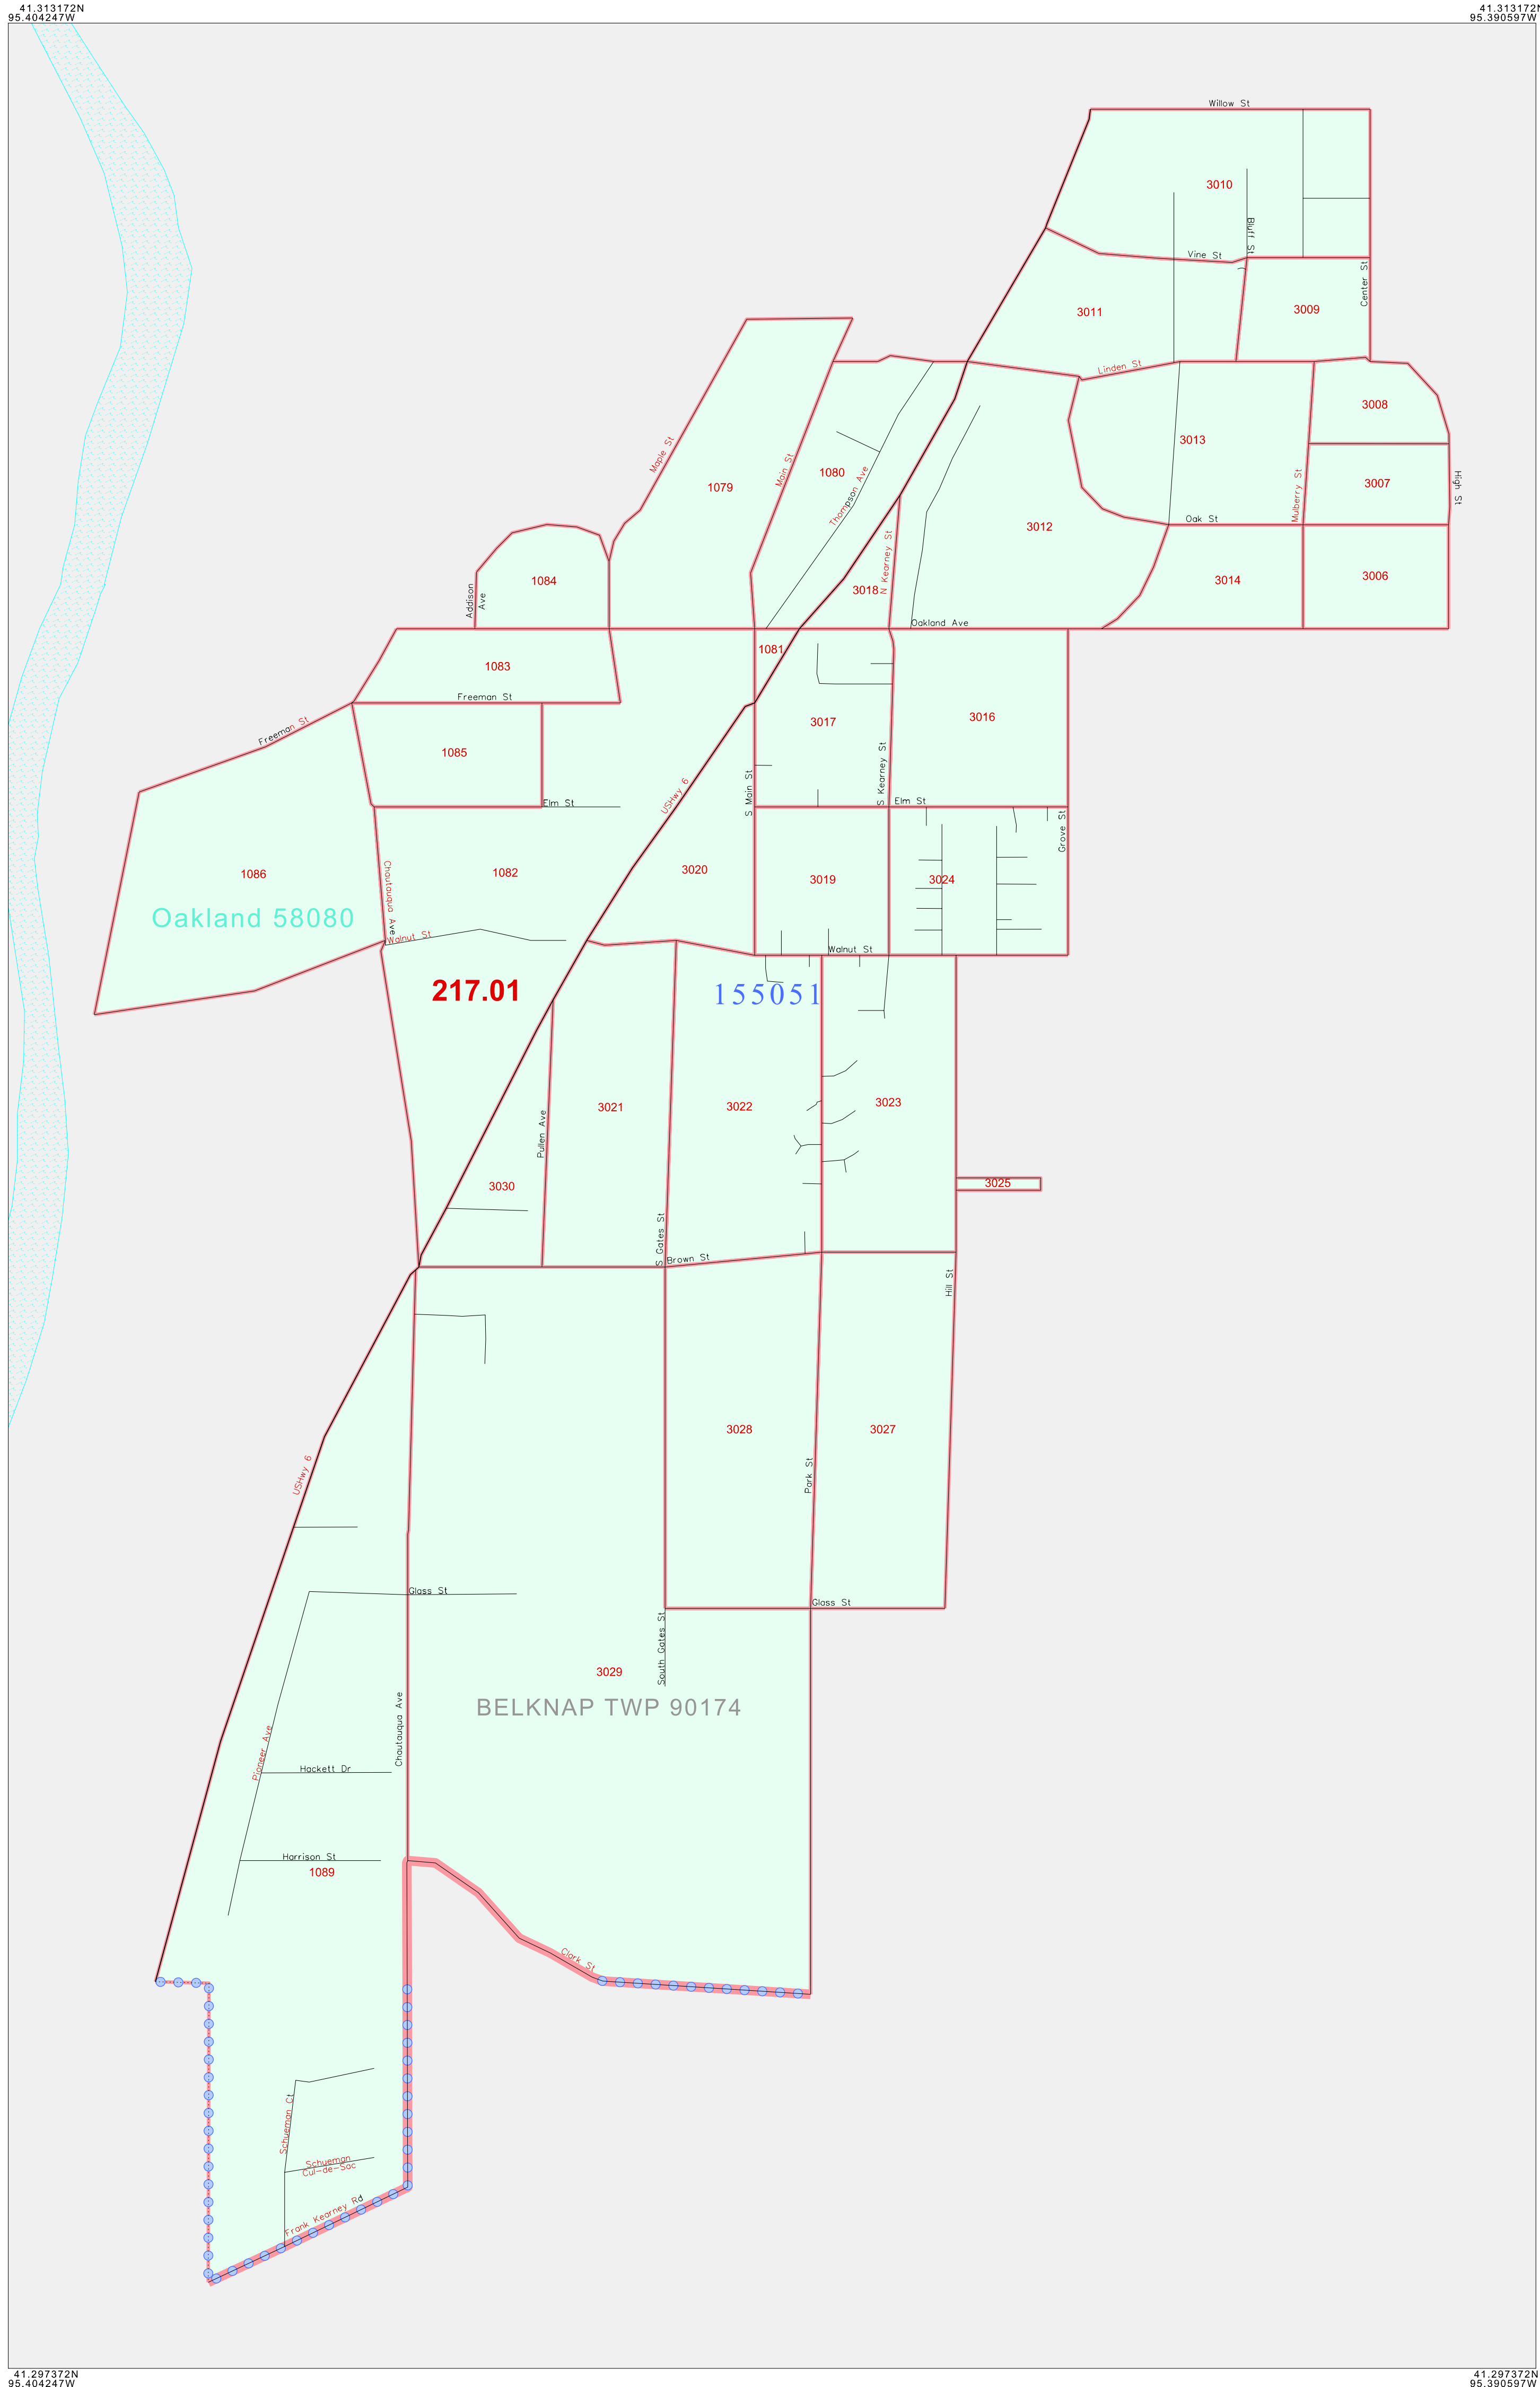 41.313172N
95.404247W
41.313172N
95.390597W
Willow St
3010
Bluff St
Vine St
Center St
3011
3009
Linden St
3008
3013
Maple St
Main St
1080
Thompson Ave
1079
Mulberry St
3007
High St
Oak St
3012
N Kearney St
1084
3018
3014
3006
Addison
Ave
Oakland Ave
1081
1083
Freeman St
Freeman St
3017
3016
1085
USHwy 6
S Main St
S Kearney St
Elm St
Elm St
Grove St
1086
Chautauqua Ave
1082
3020
3019
3024
Oakland 58080
Walnut St
Walnut St
217.01
155051
Pullen Ave
3021
3022
3023
3030
3025
S Gates St
Brown St
Hill St
3028
3027
Park St
USHwy 6
Glass St
Glass St
South Gates St
3029
Chautauqua Ave
BELKNAP TWP 90174
Pioneer Ave
Hackett Dr
Harrison St
1089
Clark St
Schueman Ct
Schueman
Cul-de-Sac
Frank Kearney Rd
41.297372N
95.404247W
41.297372N
95.390597W